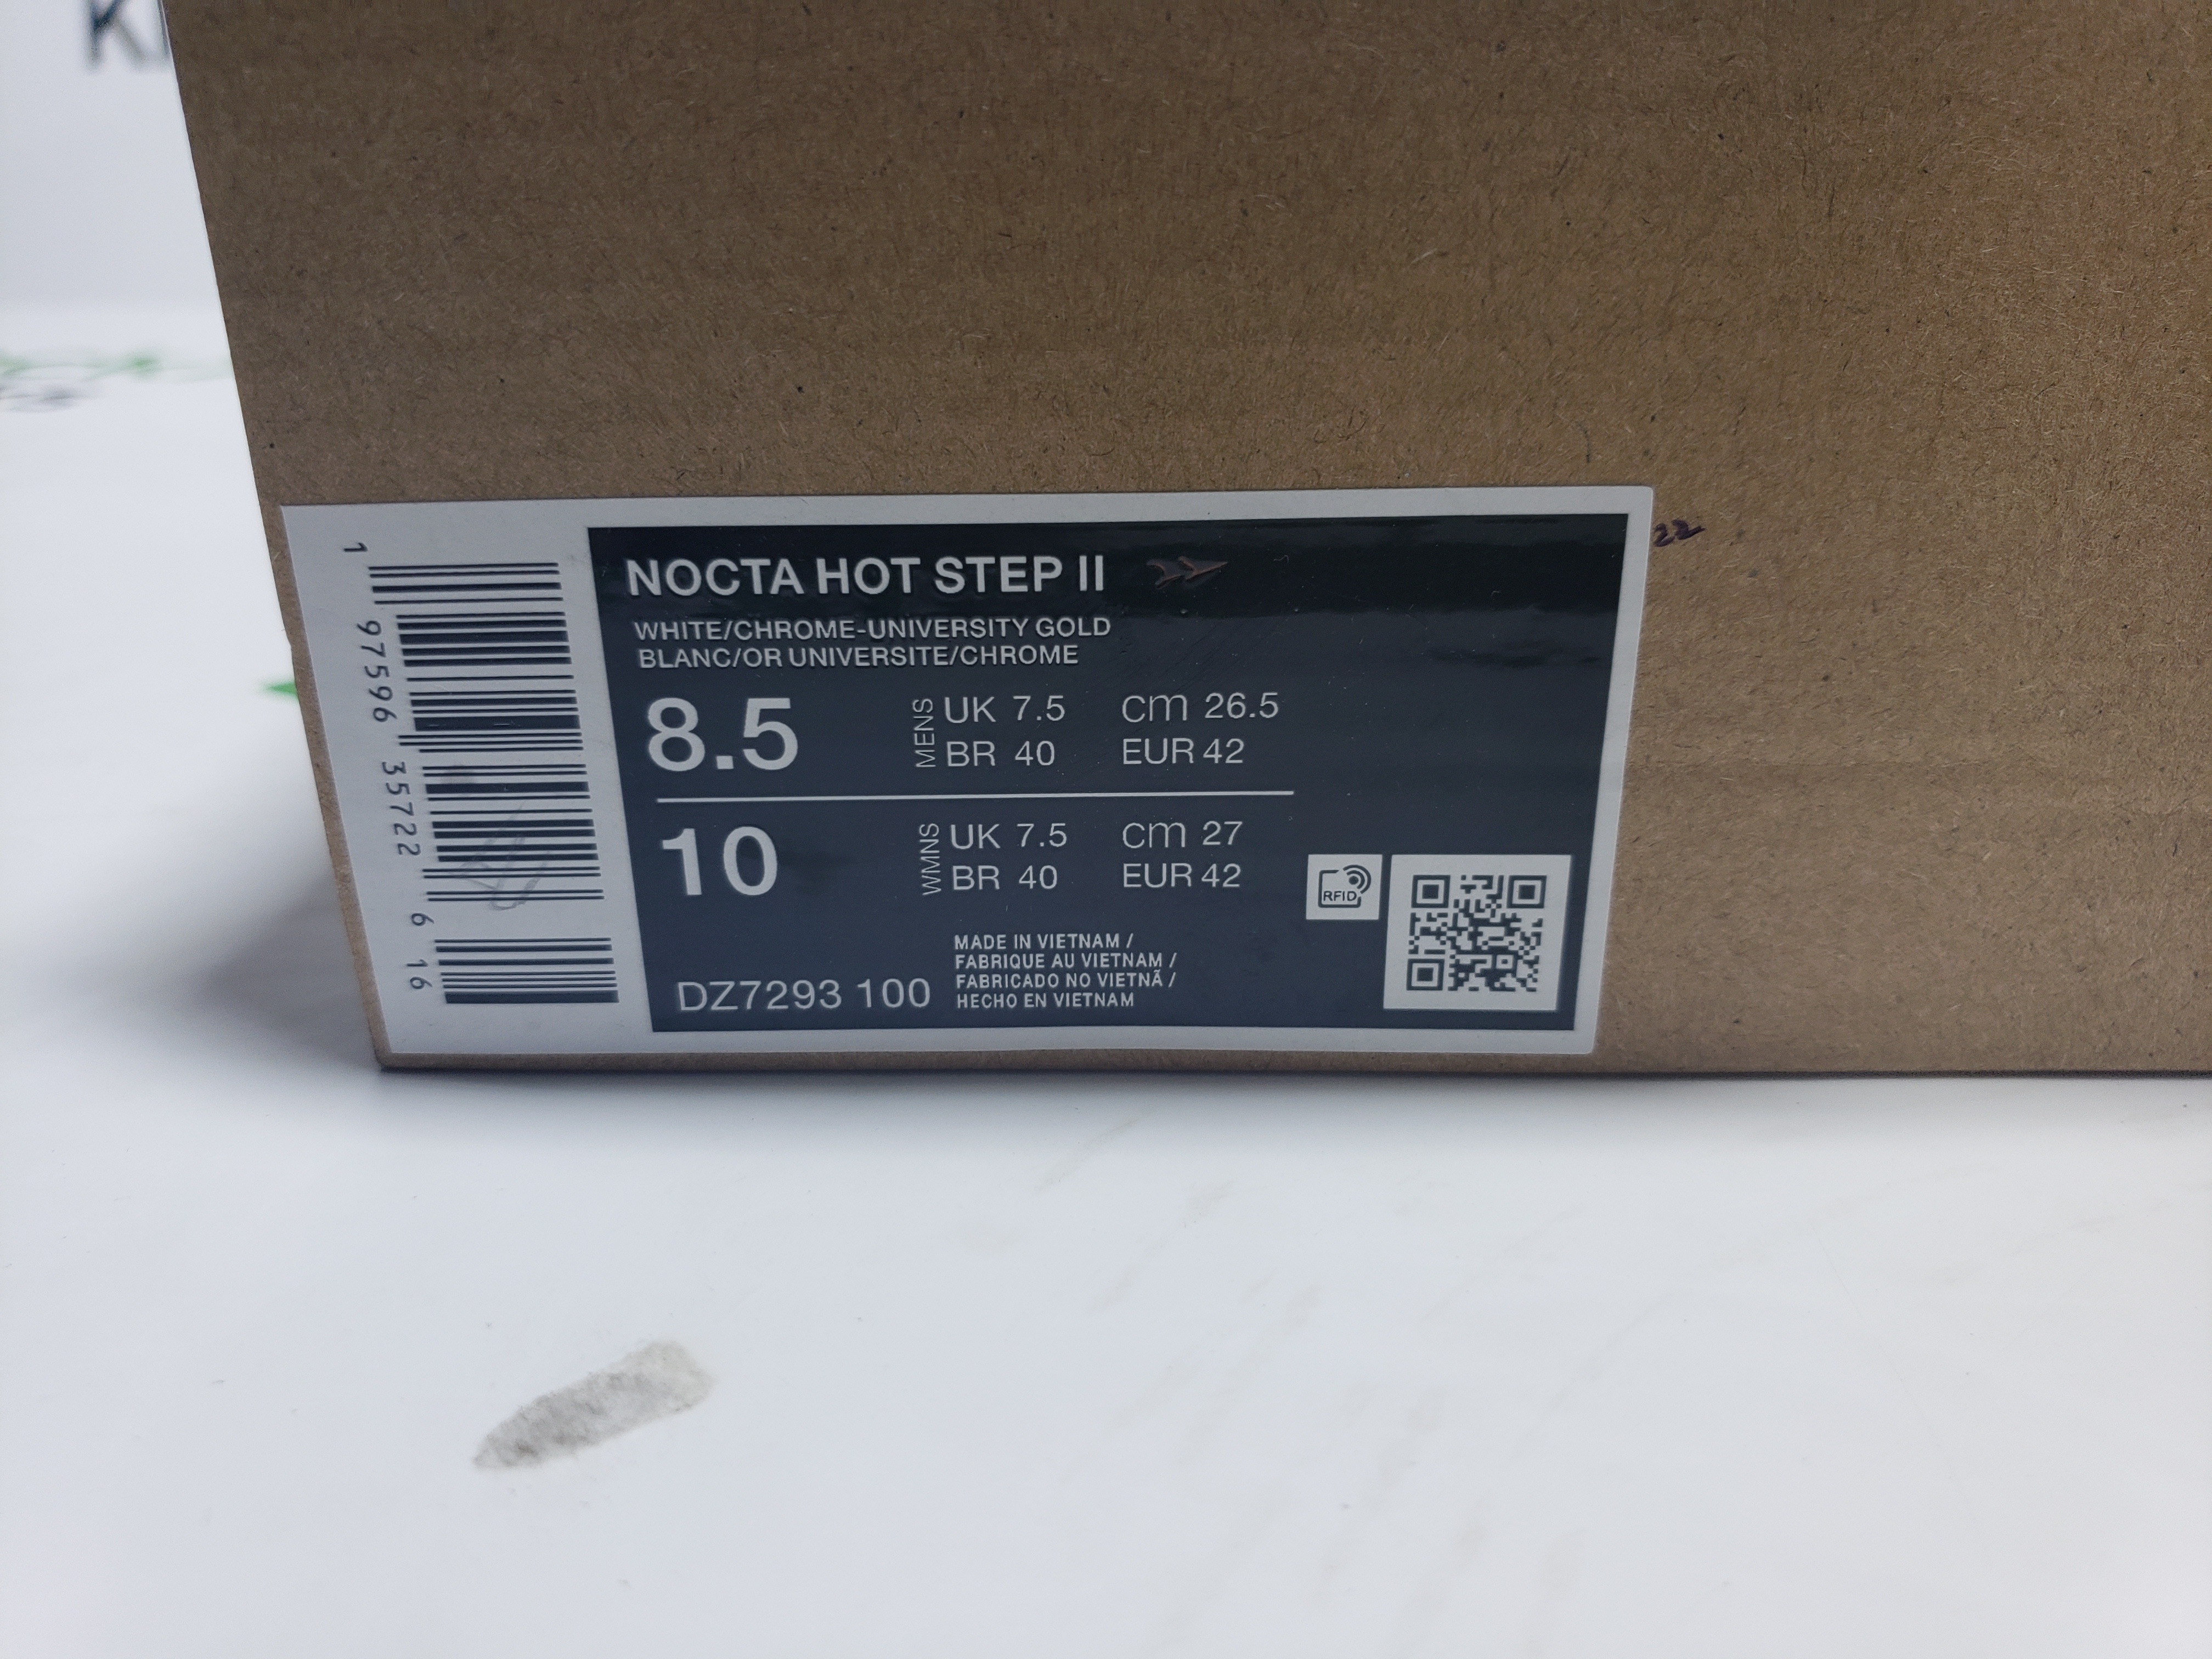 NOCTA HOT STEP II
WHITE/CHROME-UNIVERSITY GOLD
BLANC/OR UNIVERSITE/CHROME
8.5 MENS UK 7.5 cm 26.5
BR 40 EUR 42
10 WMNS UK 7.5 cm 27
BR 40 EUR 42
RFID
MADE IN VIETNAM /
FABRIQUE AU VIETNAM /
FABRICADO NO VIETNÃ /
HECHO EN VIETNAM
DZ7293 100
1 97596 35722 6 16
22